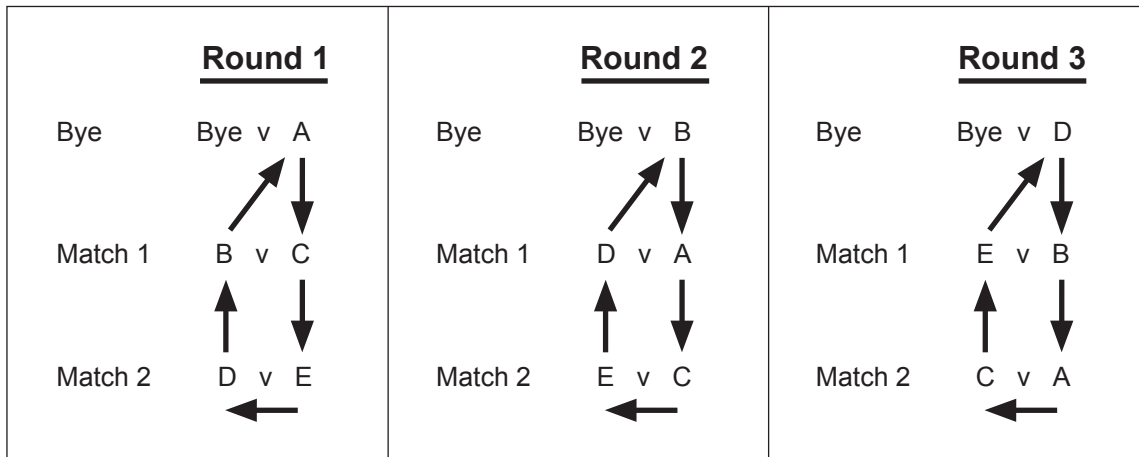 Round 1
Bye Bye v A
Match 1 B v C
Match 2 D v E
Round 2
Bye Bye v B
Match 1 D v A
Match 2 E v C
Round 3
Bye Bye v D
Match 1 E v B
Match 2 C v A